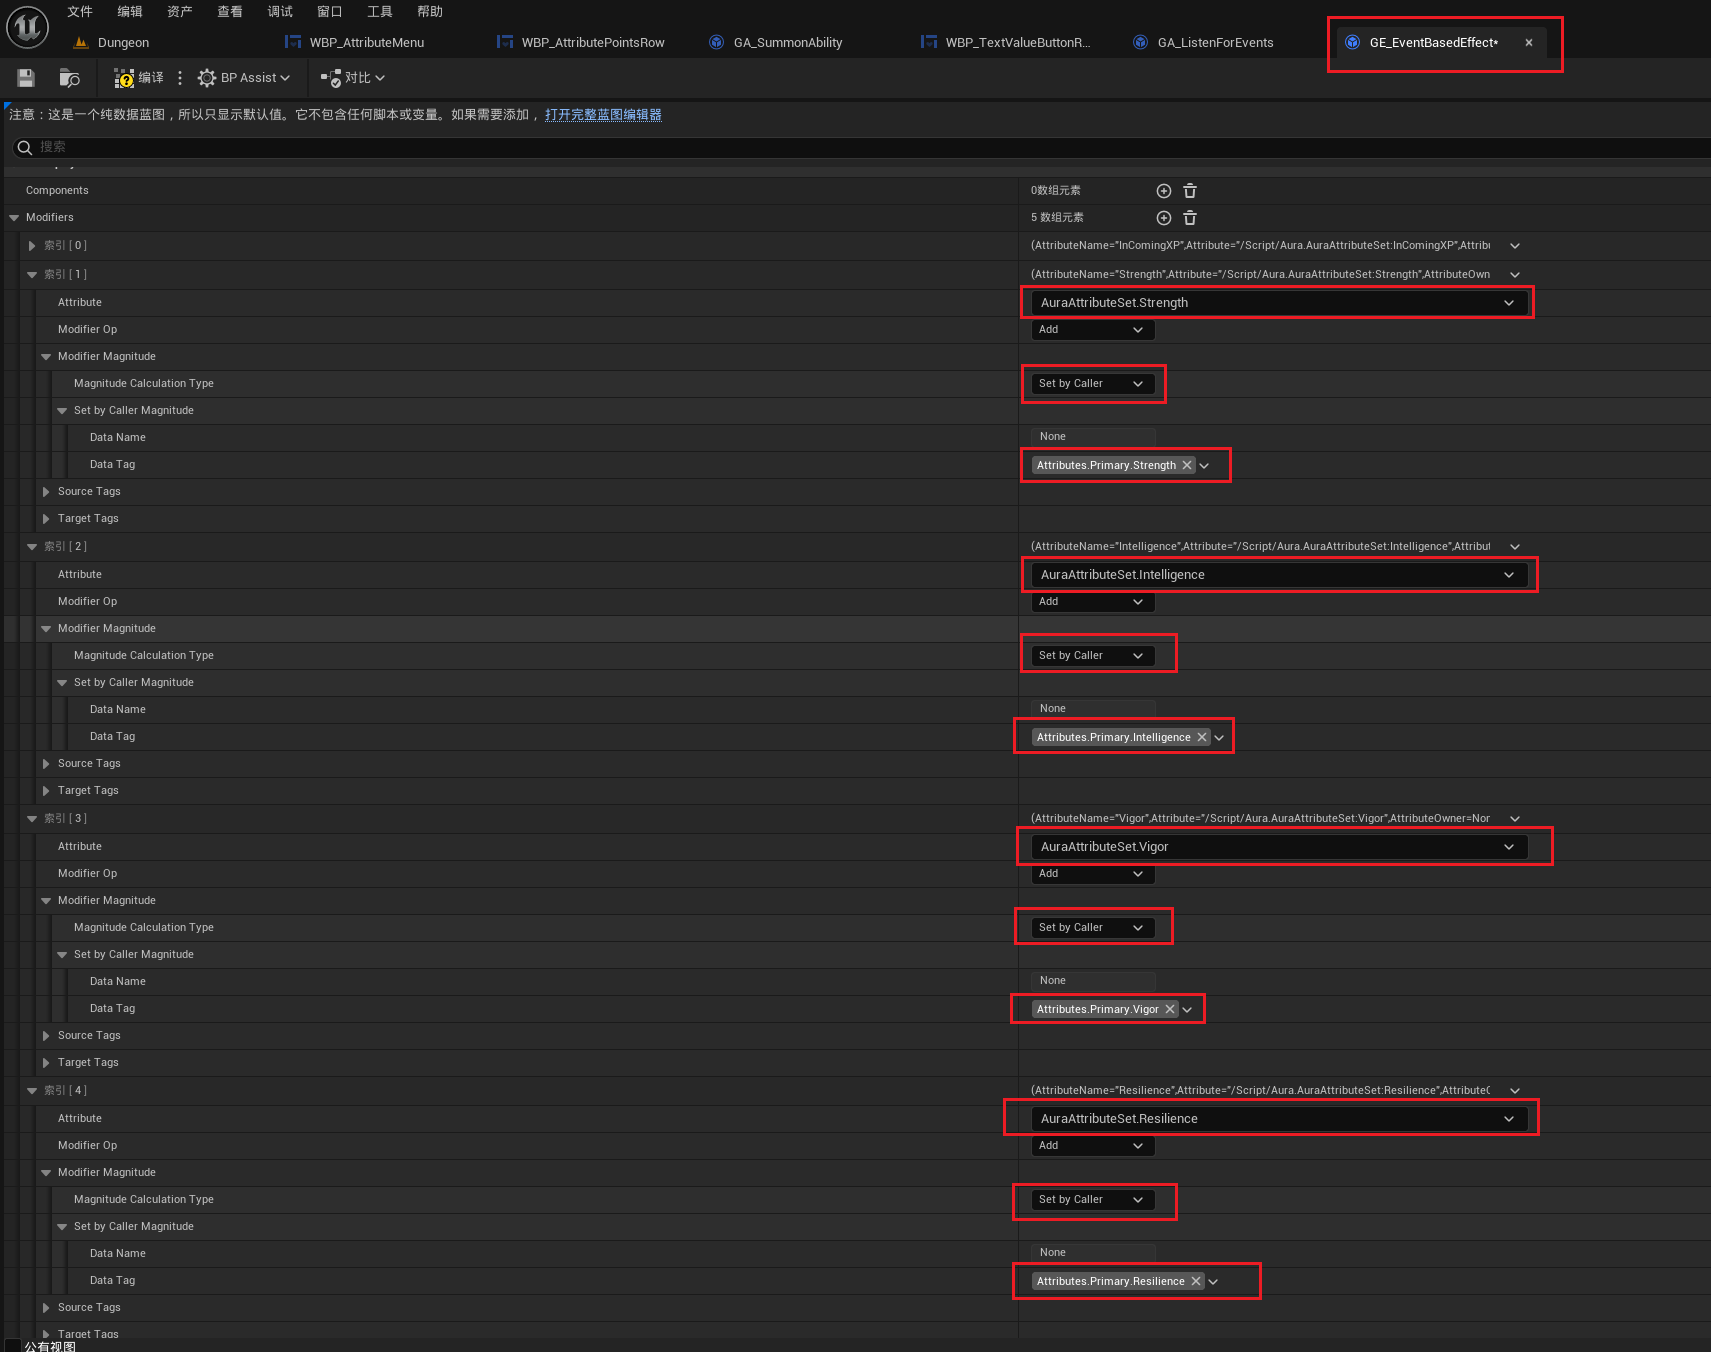 文件 编辑 资产 查看 调试 窗口 工具 帮助
Dungeon WBP_AttributeMenu WBP_AttributePointsRow GA_SummonAbility WBP_TextValueButtonR... GA_ListenForEvents GE_EventBasedEffect*
编译 BP Assist 对比
注意：这是一个纯数据蓝图，所以只显示默认值。它不包含任何脚本或变量。如果需要添加，打开完整蓝图编辑器
搜索
Components 0数组元素
Modifiers 5 数组元素
索引 [ 0 ] (AttributeName="InComingXP",Attribute="/Script/Aura.AuraAttributeSet:InComingXP",Attribu
索引 [ 1 ] (AttributeName="Strength",Attribute="/Script/Aura.AuraAttributeSet:Strength",AttributeOwn
Attribute AuraAttributeSet.Strength
Modifier Op Add
Modifier Magnitude
Magnitude Calculation Type Set by Caller
Set by Caller Magnitude
Data Name None
Data Tag Attributes.Primary.Strength
Source Tags
Target Tags
索引 [ 2 ] (AttributeName="Intelligence",Attribute="/Script/Aura.AuraAttributeSet:Intelligence",Attribut
Attribute AuraAttributeSet.Intelligence
Modifier Op Add
Modifier Magnitude
Magnitude Calculation Type Set by Caller
Set by Caller Magnitude
Data Name None
Data Tag Attributes.Primary.Intelligence
Source Tags
Target Tags
索引 [ 3 ] (AttributeName="Vigor",Attribute="/Script/Aura.AuraAttributeSet:Vigor",AttributeOwner=Nor
Attribute AuraAttributeSet.Vigor
Modifier Op Add
Modifier Magnitude
Magnitude Calculation Type Set by Caller
Set by Caller Magnitude
Data Name None
Data Tag Attributes.Primary.Vigor
Source Tags
Target Tags
索引 [ 4 ] (AttributeName="Resilience",Attribute="/Script/Aura.AuraAttributeSet:Resilience",Attribute
Attribute AuraAttributeSet.Resilience
Modifier Op Add
Modifier Magnitude
Magnitude Calculation Type Set by Caller
Set by Caller Magnitude
Data Name None
Data Tag Attributes.Primary.Resilience
Source Tags
Target Tags
公有视图